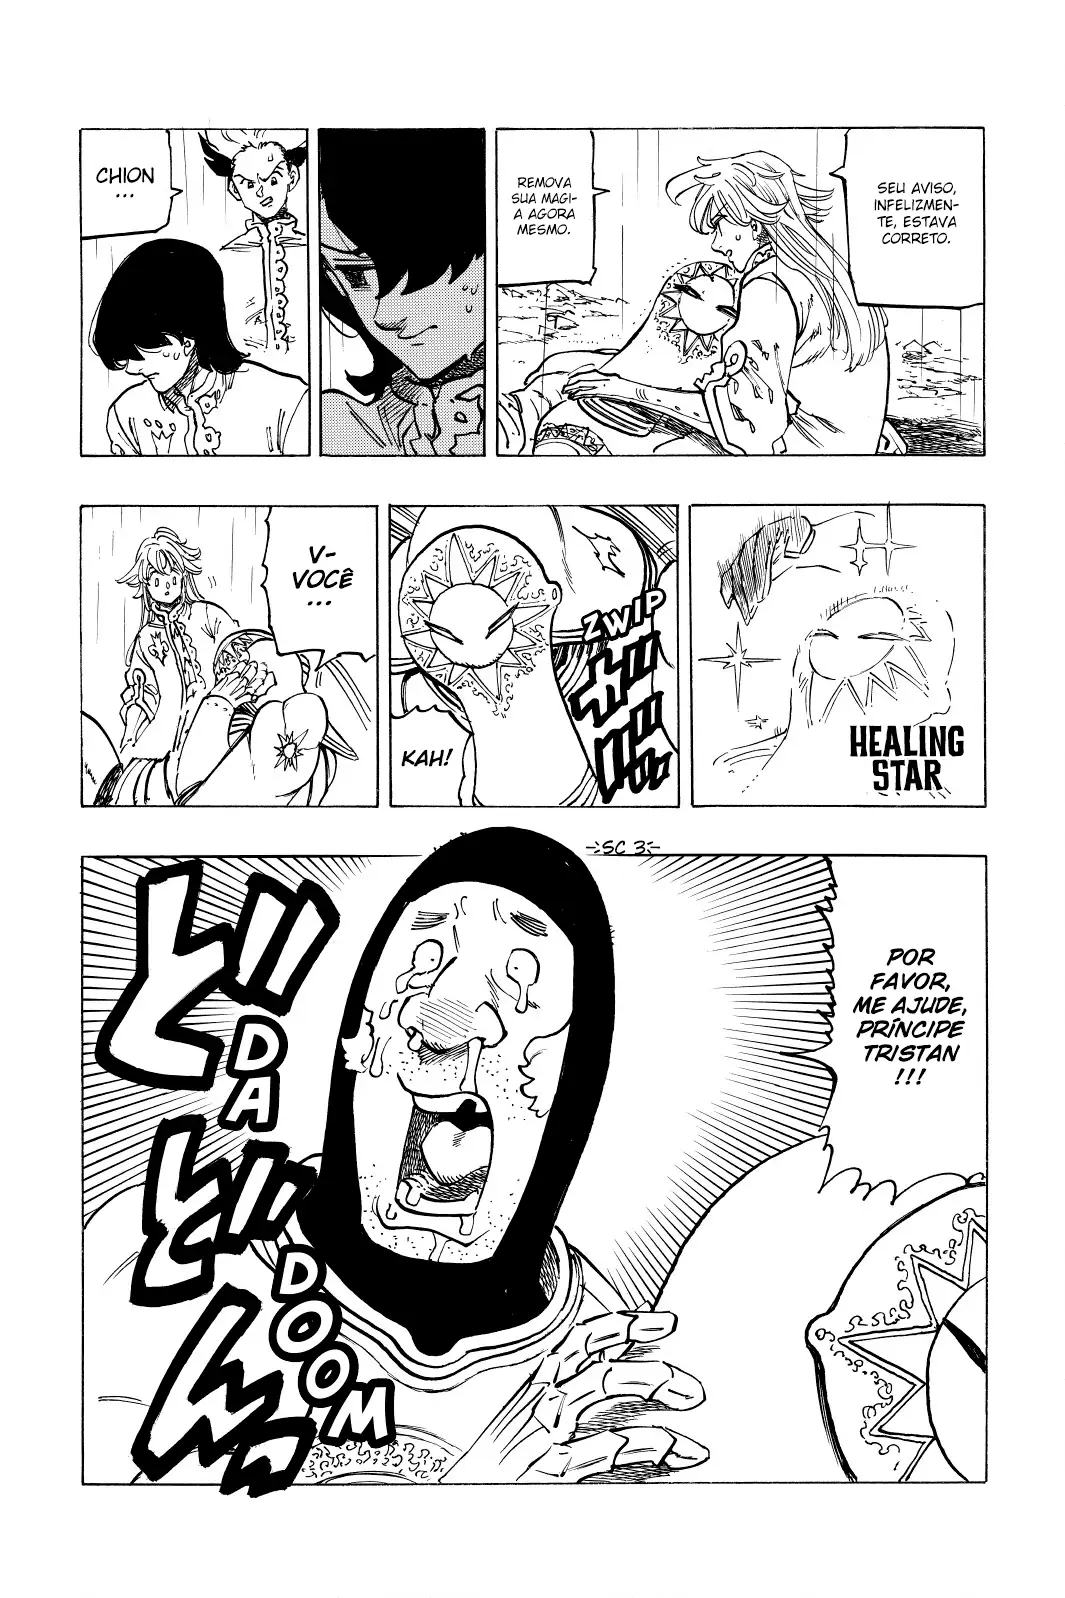 SEU AVISO,
INFELIZMEN-
TE, ESTAVA
CORRETO.
REMOVA
SUA MAGI-
A AGORA
MESMO.
CHION
...
HEALING
STAR
ZWIP
KAH!
V-
VOCÊ
...
SC 3
POR
FAVOR,
ME AJUDE,
PRÍNCIPE
TRISTAN
!!!
DA
DOOM